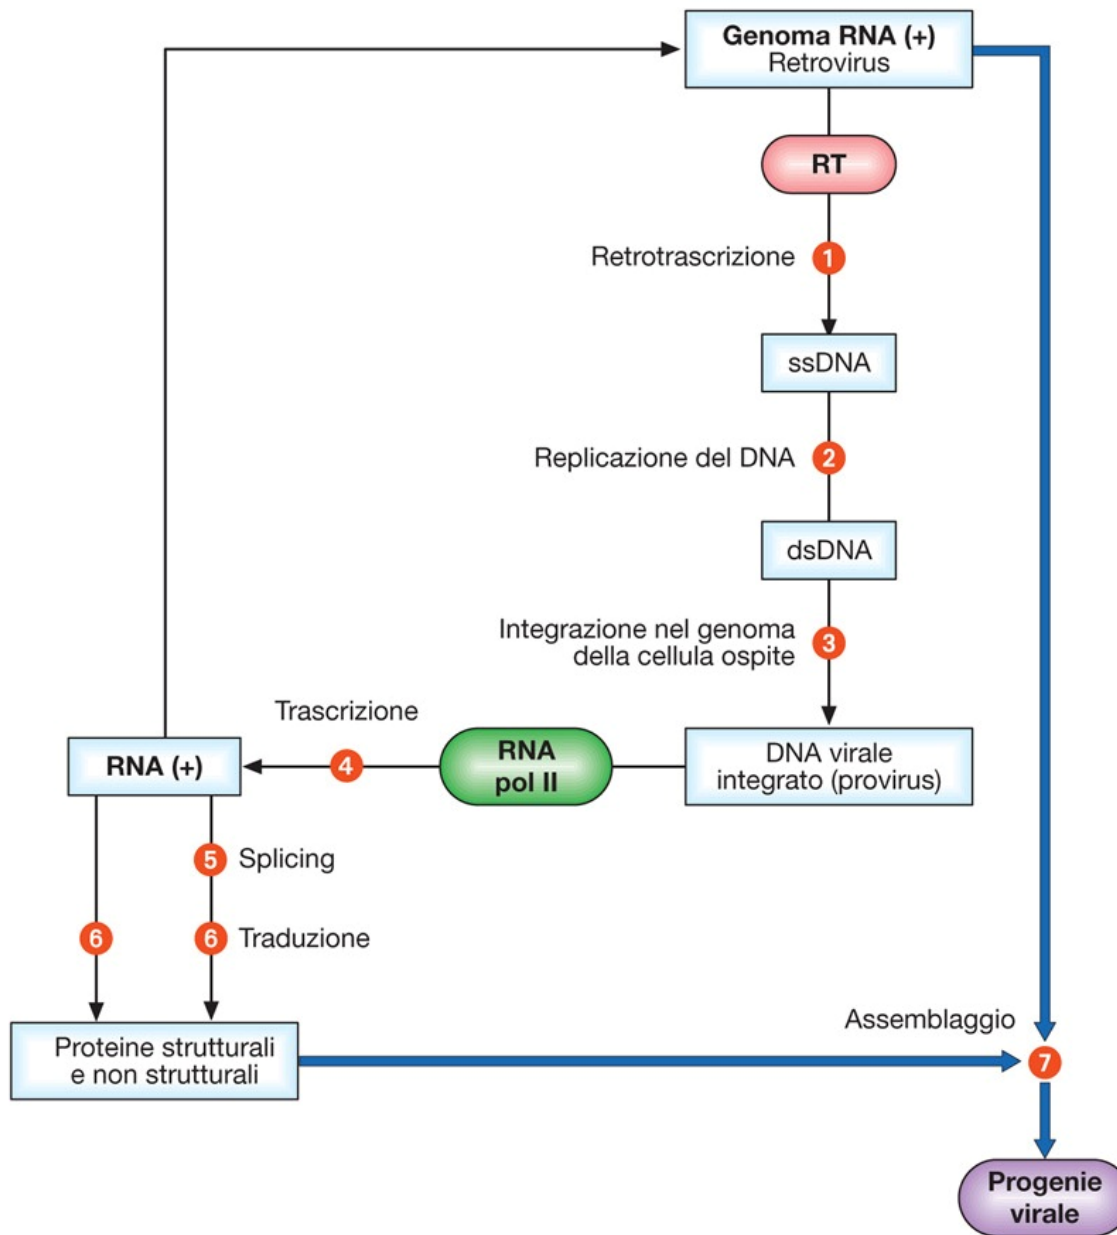 Genoma RNA (+)
Retrovirus
RT
Retrotrascrizione 1
ssDNA
Replicazione del DNA 2
dsDNA
Integrazione nel genoma
della cellula ospite 3
Trascrizione
RNA (+)
4
RNA
pol II
DNA virale
integrato (provirus)
5 Splicing
6
6 Traduzione
Proteine strutturali
e non strutturali
Assemblaggio
7
Progenie
virale